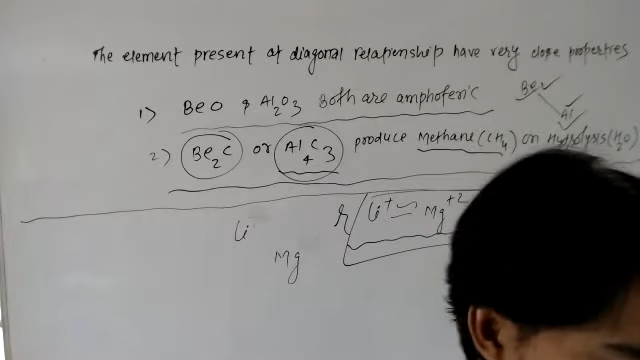 The element present at diagonal relationship have very close properties
1) BeO & Al2O3 Both are amphoteric
Be
Al
2) Be2C or Al4C3 produce Methane (CH4) on Hydrolysis (H2O)
Li
Li+ ≃ Mg+2
Mg